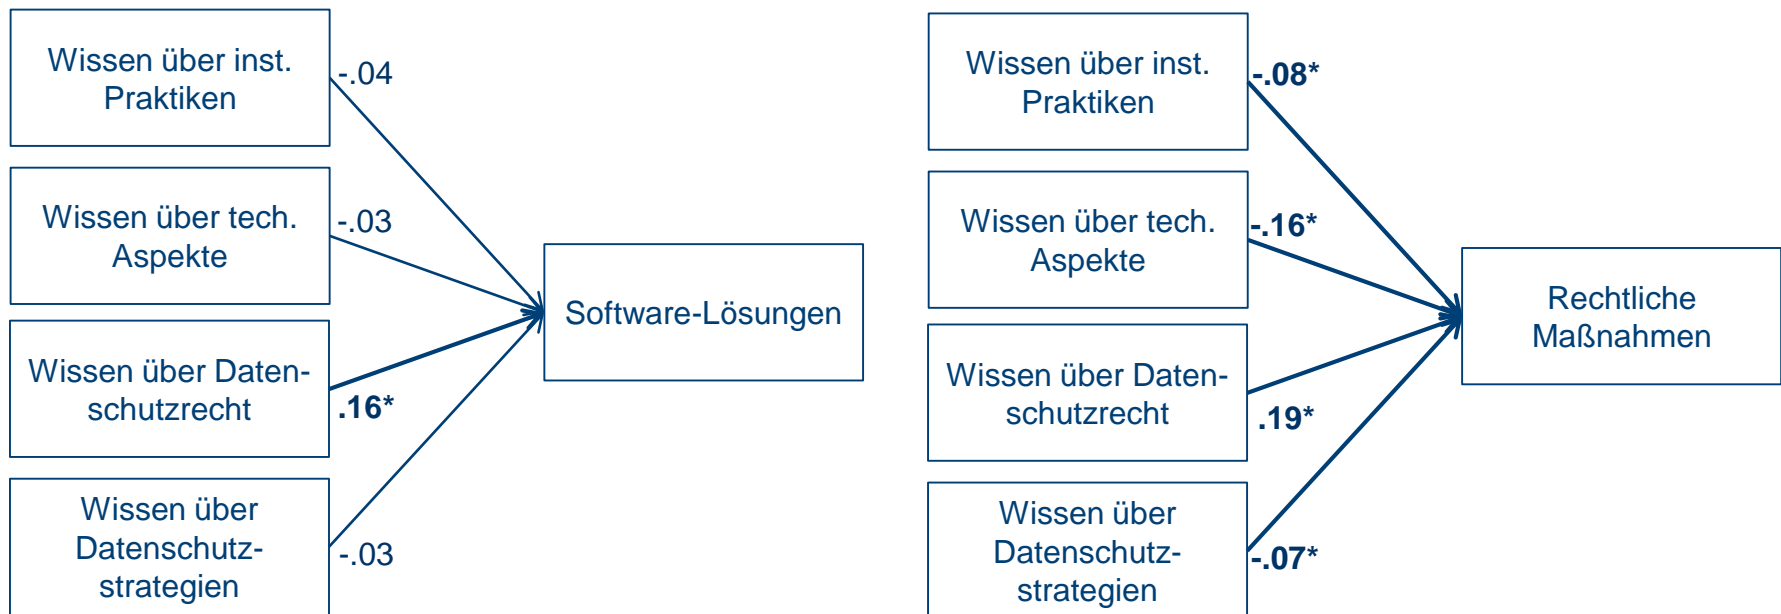 Wissen über inst.
Praktiken
-.04
Wissen über tech.
Aspekte
-.03
Wissen über Daten-
schutzrecht
.16*
Wissen über
Datenschutz-
strategien
-.03
Software-Lösungen
Wissen über inst.
Praktiken
-.08*
Wissen über tech.
Aspekte
-.16*
Wissen über Daten-
schutzrecht
.19*
Wissen über
Datenschutz-
strategien
-.07*
Rechtliche
Maßnahmen